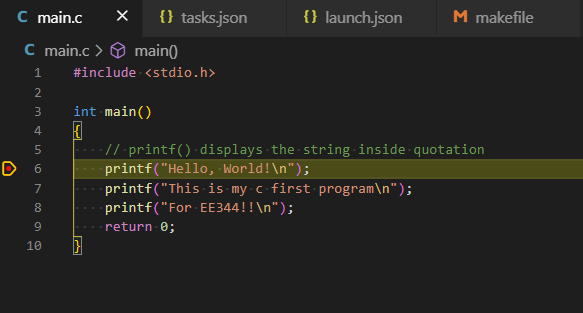 C main.c × {} tasks.json {} launch.json M makefile
C main.c > main()
1 #include <stdio.h>
2
3 int main()
4 {
5     // printf() displays the string inside quotation
6     printf("Hello, World!\n");
7     printf("This is my c first program\n");
8     printf("For EE344!!\n");
9     return 0;
10 }